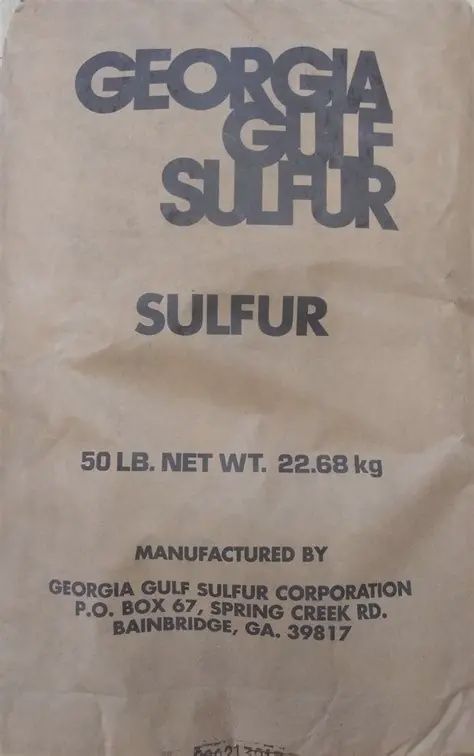 GEORGIA
GULF
SULFUR
SULFUR
50 LB. NET WT. 22.68 kg
MANUFACTURED BY
GEORGIA GULF SULFUR CORPORATION
P.O. BOX 67, SPRING CREEK RD.
BAINBRIDGE, GA. 39817